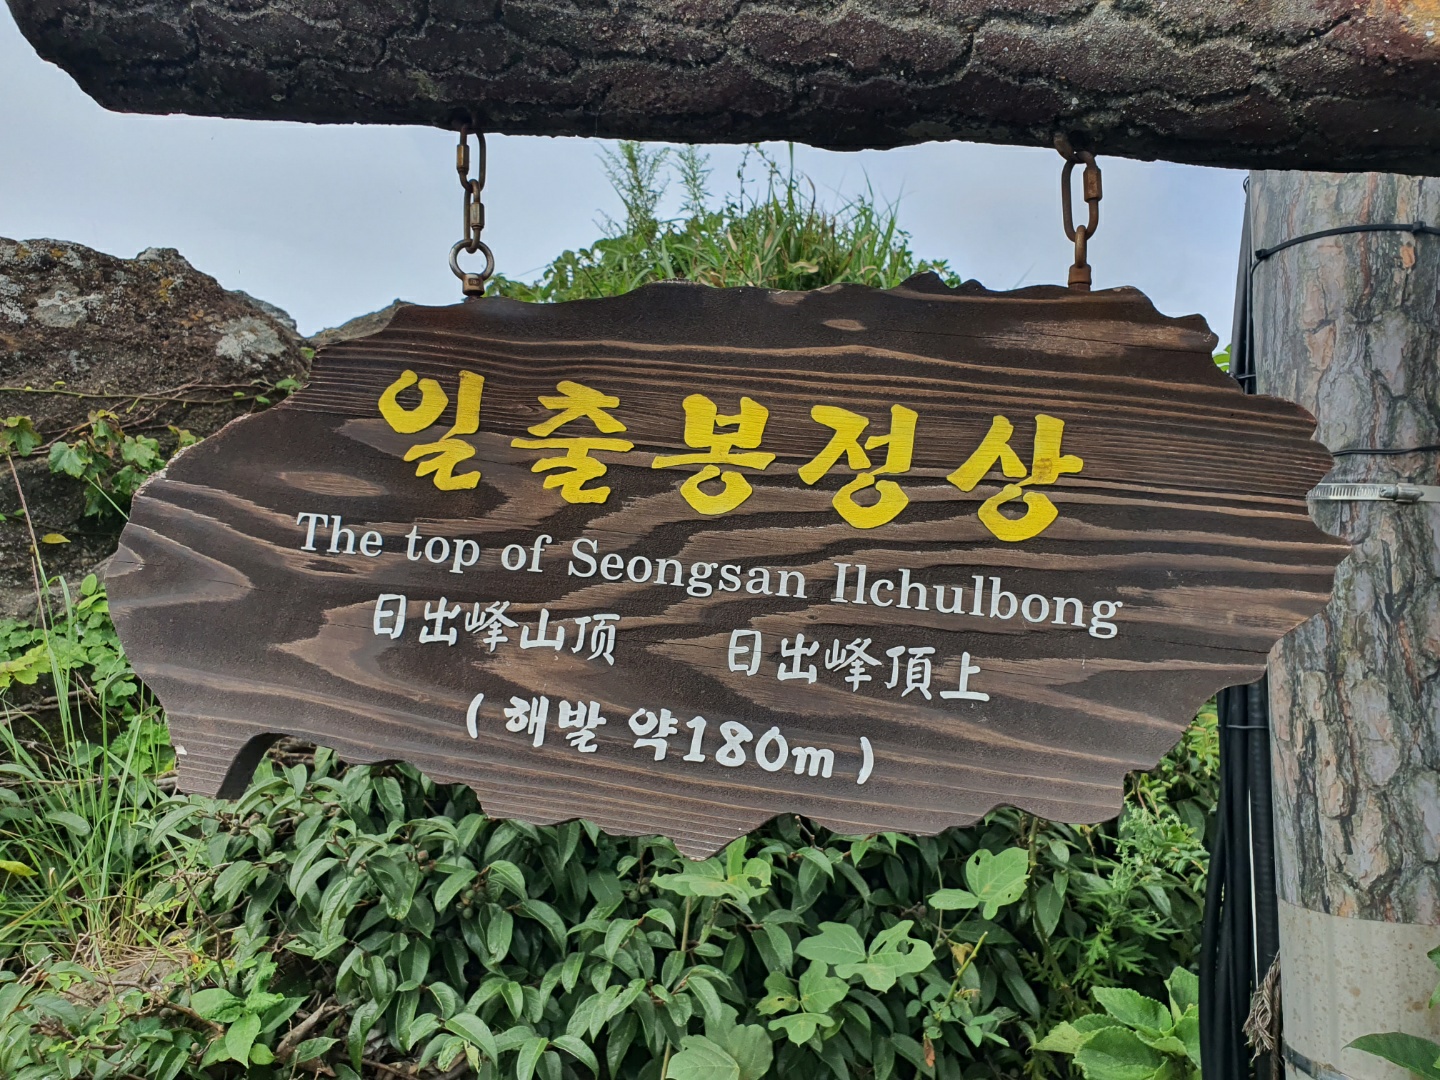 일출봉정상
The top of Seongsan Ilchulbong
日出峰山顶 日出峰頂上
(해발 약180m)